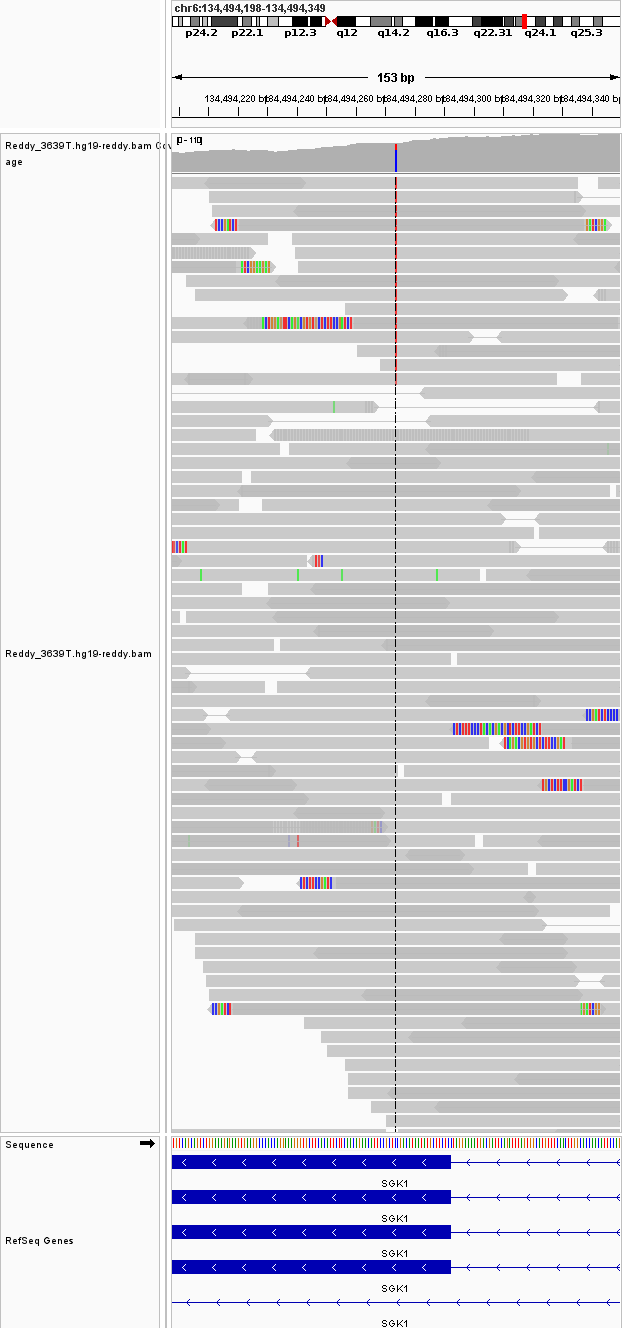 chr6:134,494,198-134,494,349
p24.2 p22.1 p12.3 q12 q14.2 q16.3 q22.31 q24.1 q25.3
153 bp
134,494,220 bp 134,494,240 bp 134,494,260 bp 134,494,280 bp 134,494,300 bp 134,494,320 bp 134,494,340 bp
[0 - 110]
Reddy_3639T.hg19-reddy.bam Cov
age
Reddy_3639T.hg19-reddy.bam
Sequence
SGK1
SGK1
RefSeq Genes
SGK1
SGK1
SGK1